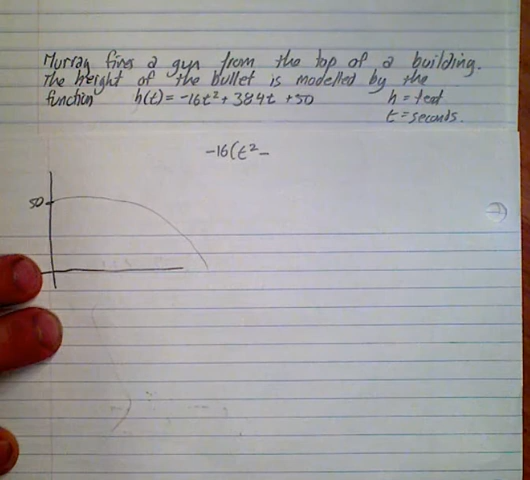 Murray fires a gun from the top of a building.
The height of the bullet is modelled by the
function h(t) = -16t² + 384t + 50 h = feet
t = seconds.
-16(t² -
50